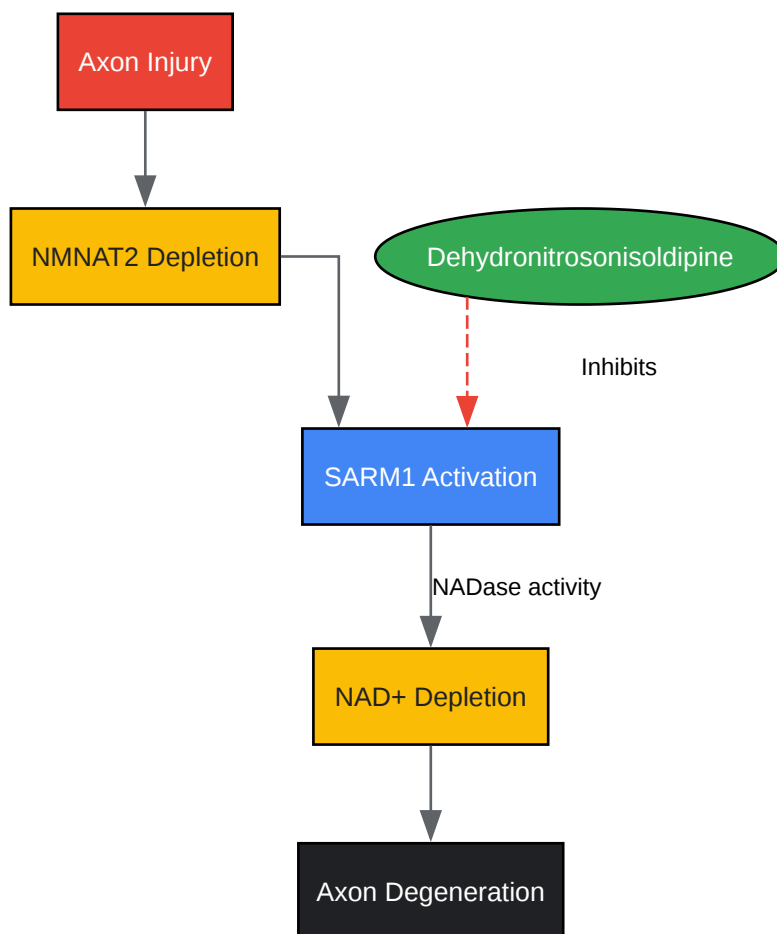 Axon Injury
NMNAT2 Depletion
Dehydronitrosonisoldipine
Inhibits
SARM1 Activation
NADase activity
NAD+ Depletion
Axon Degeneration